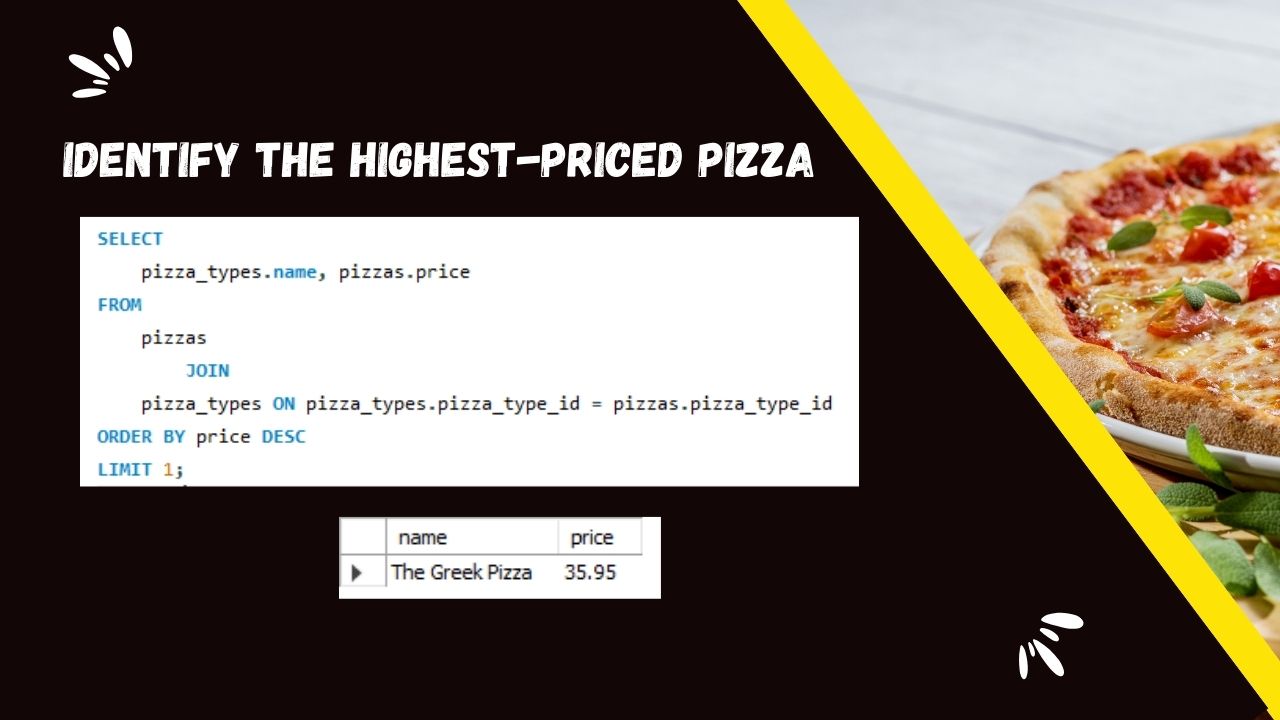 IDENTIFY THE HIGHEST-PRICED PIZZA
SELECT
    pizza_types.name, pizzas.price
FROM
    pizzas
        JOIN
    pizza_types ON pizza_types.pizza_type_id = pizzas.pizza_type_id
ORDER BY price DESC
LIMIT 1;
name price
The Greek Pizza 35.95